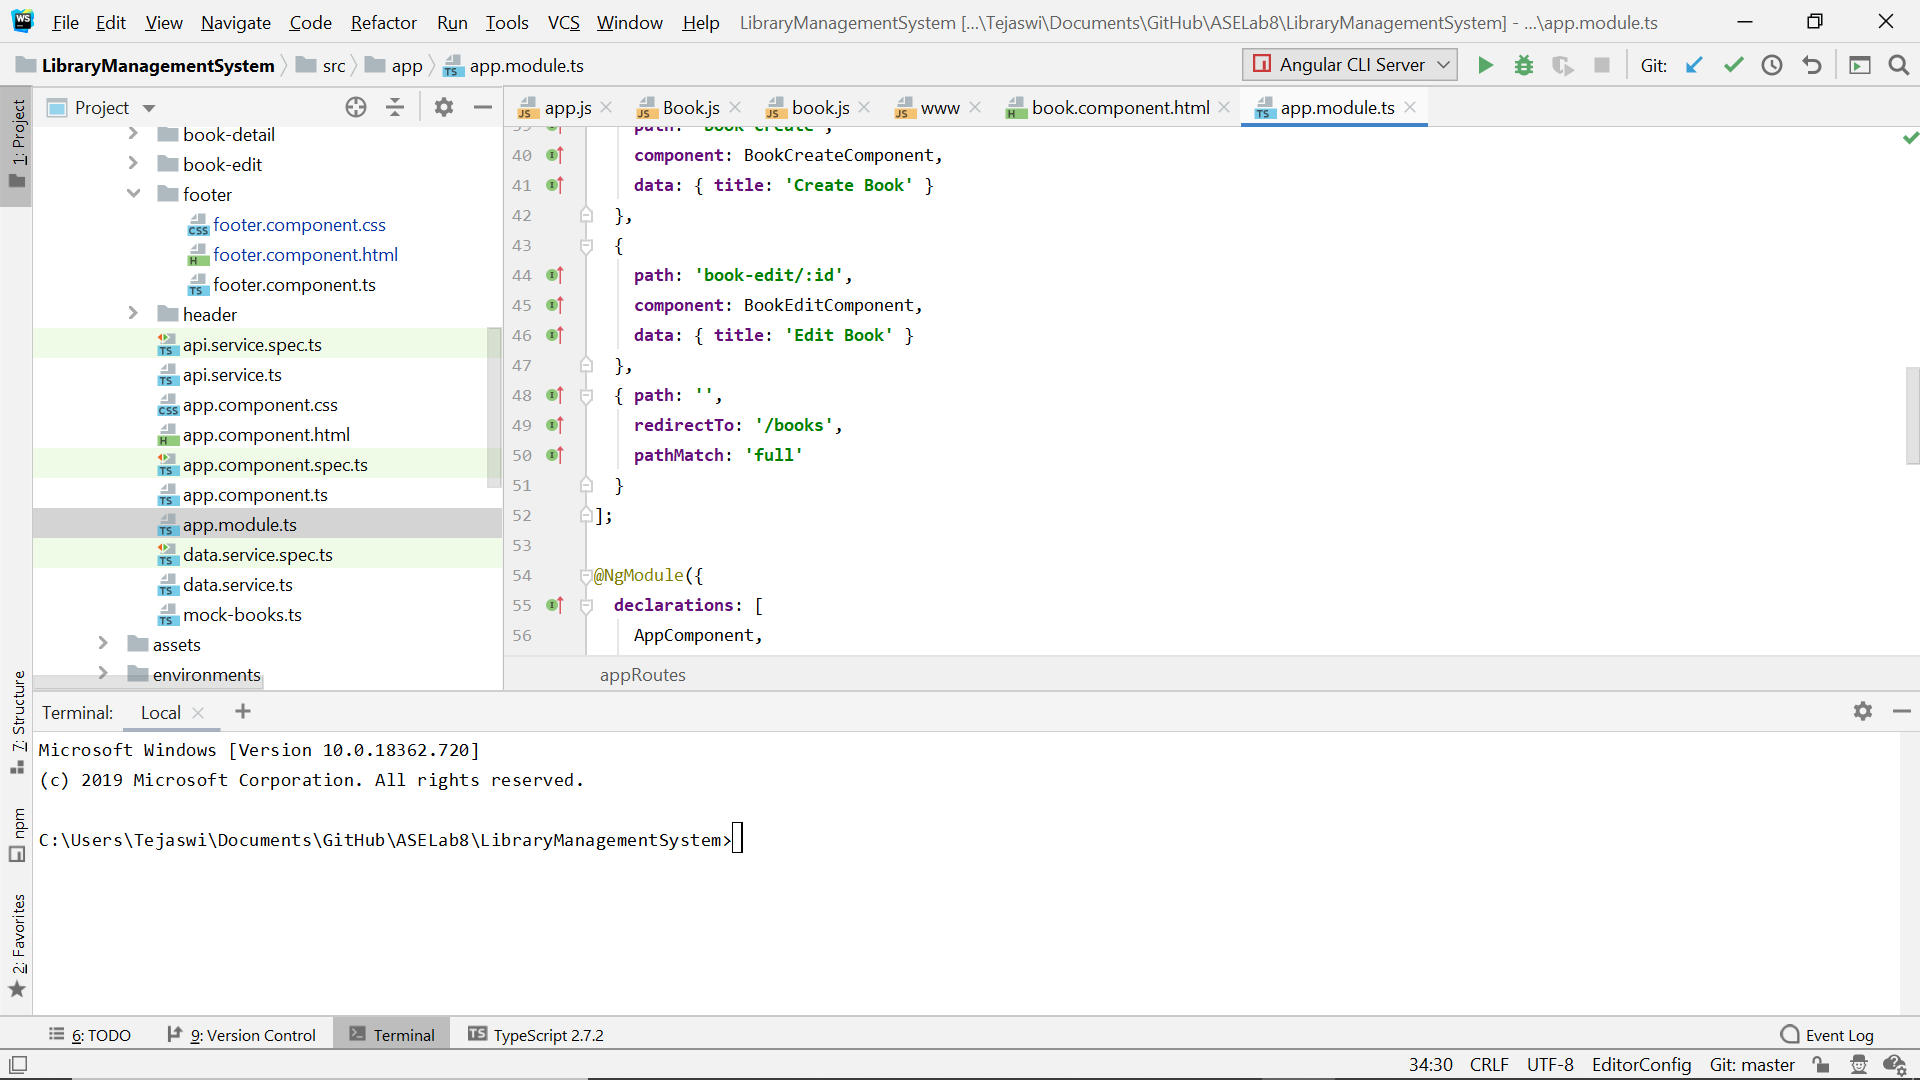 WS File Edit View Navigate Code Refactor Run Tools VCS Window Help LibraryManagementSystem [...\Tejaswi\Documents\GitHub\ASELab8\LibraryManagementSystem] - ...\app.module.ts
LibraryManagementSystem src app app.module.ts Angular CLI Server Git:
1: Project
Project
book-detail
book-edit
footer
footer.component.css
footer.component.html
footer.component.ts
header
api.service.spec.ts
api.service.ts
app.component.css
app.component.html
app.component.spec.ts
app.component.ts
app.module.ts
data.service.spec.ts
data.service.ts
mock-books.ts
assets
environments
app.js Book.js book.js www book.component.html app.module.ts
39 path: 'book-create',
40 component: BookCreateComponent,
41 data: { title: 'Create Book' }
42 },
43 {
44 path: 'book-edit/:id',
45 component: BookEditComponent,
46 data: { title: 'Edit Book' }
47 },
48 { path: '',
49 redirectTo: '/books',
50 pathMatch: 'full'
51 }
52 ];
53
54 @NgModule({
55 declarations: [
56 AppComponent,
appRoutes
7: Structure
npm
2: Favorites
Terminal: Local
Microsoft Windows [Version 10.0.18362.720]
(c) 2019 Microsoft Corporation. All rights reserved.
C:\Users\Tejaswi\Documents\GitHub\ASELab8\LibraryManagementSystem>
6: TODO 9: Version Control Terminal TS TypeScript 2.7.2 Event Log
34:30 CRLF UTF-8 EditorConfig Git: master